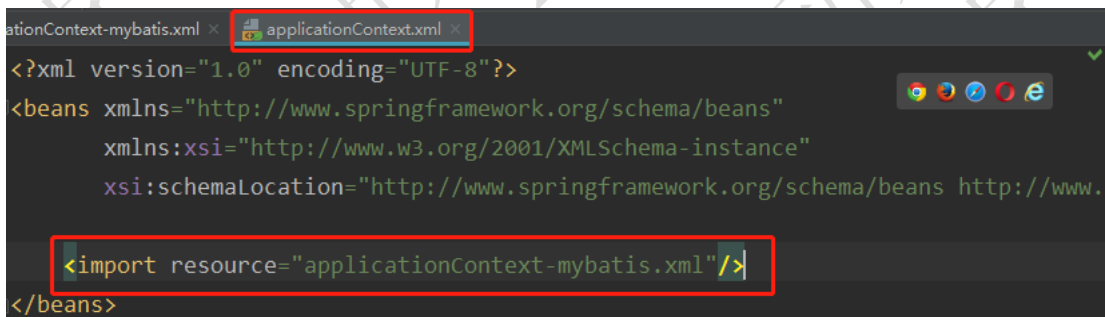 ationContext-mybatis.xml × applicationContext.xml ×
<?xml version="1.0" encoding="UTF-8"?>
<beans xmlns="http://www.springframework.org/schema/beans"
xmlns:xsi="http://www.w3.org/2001/XMLSchema-instance"
xsi:schemaLocation="http://www.springframework.org/schema/beans http://www.
<import resource="applicationContext-mybatis.xml"/>
</beans>